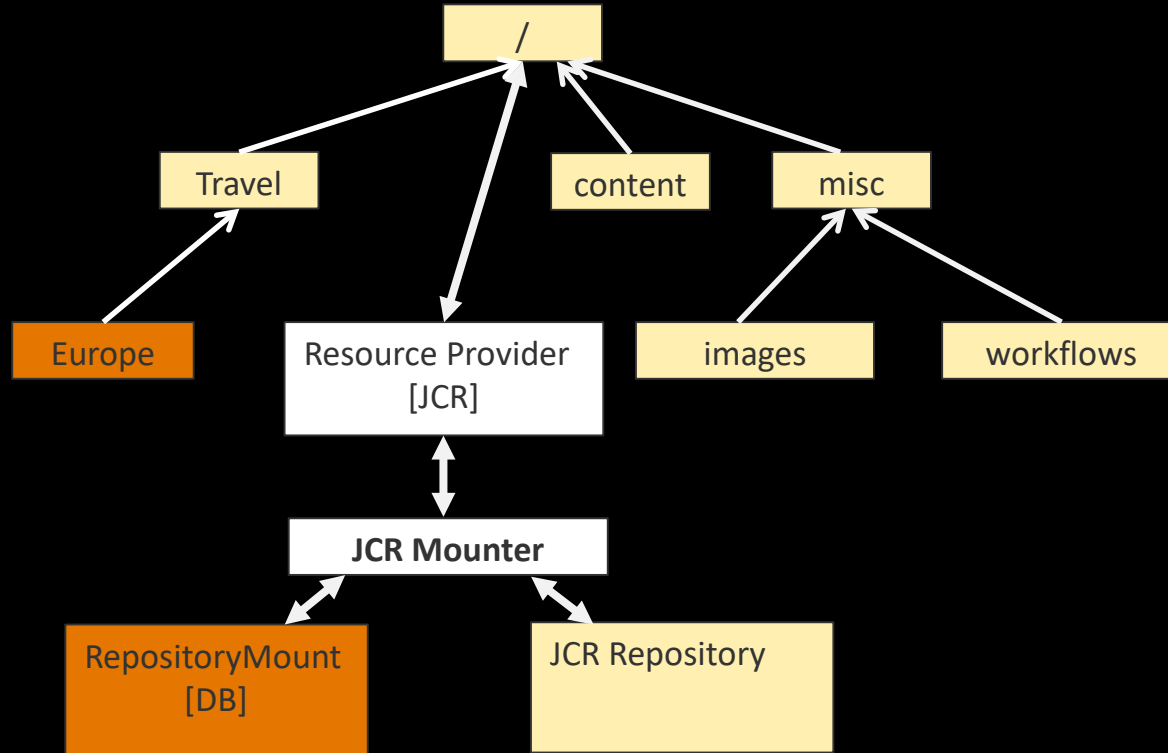 /
Travel
content
misc
Europe
Resource Provider
[JCR]
images
workflows
JCR Mounter
RepositoryMount
[DB]
JCR Repository